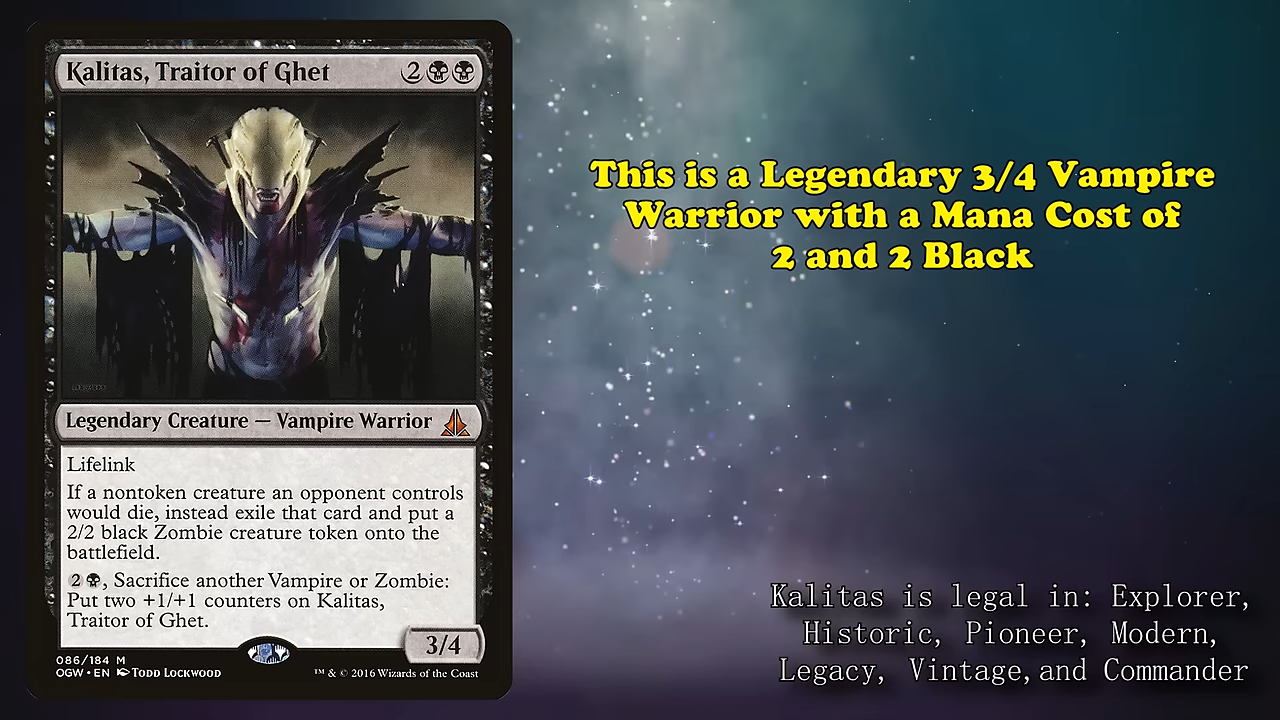 Kalitas, Traitor of Ghet 2
This is a Legendary 3/4 Vampire
Warrior with a Mana Cost of
2 and 2 Black
Legendary Creature — Vampire Warrior
Lifelink
If a nontoken creature an opponent controls
would die, instead exile that card and put a
2/2 black Zombie creature token onto the
battlefield.
2, Sacrifice another Vampire or Zombie:
Put two +1/+1 counters on Kalitas,
Traitor of Ghet.
3/4
086/184 M
OGW • EN Todd Lockwood
™ & © 2016 Wizards of the Coast
Kalitas is legal in: Explorer,
Historic, Pioneer, Modern,
Legacy, Vintage,and Commander